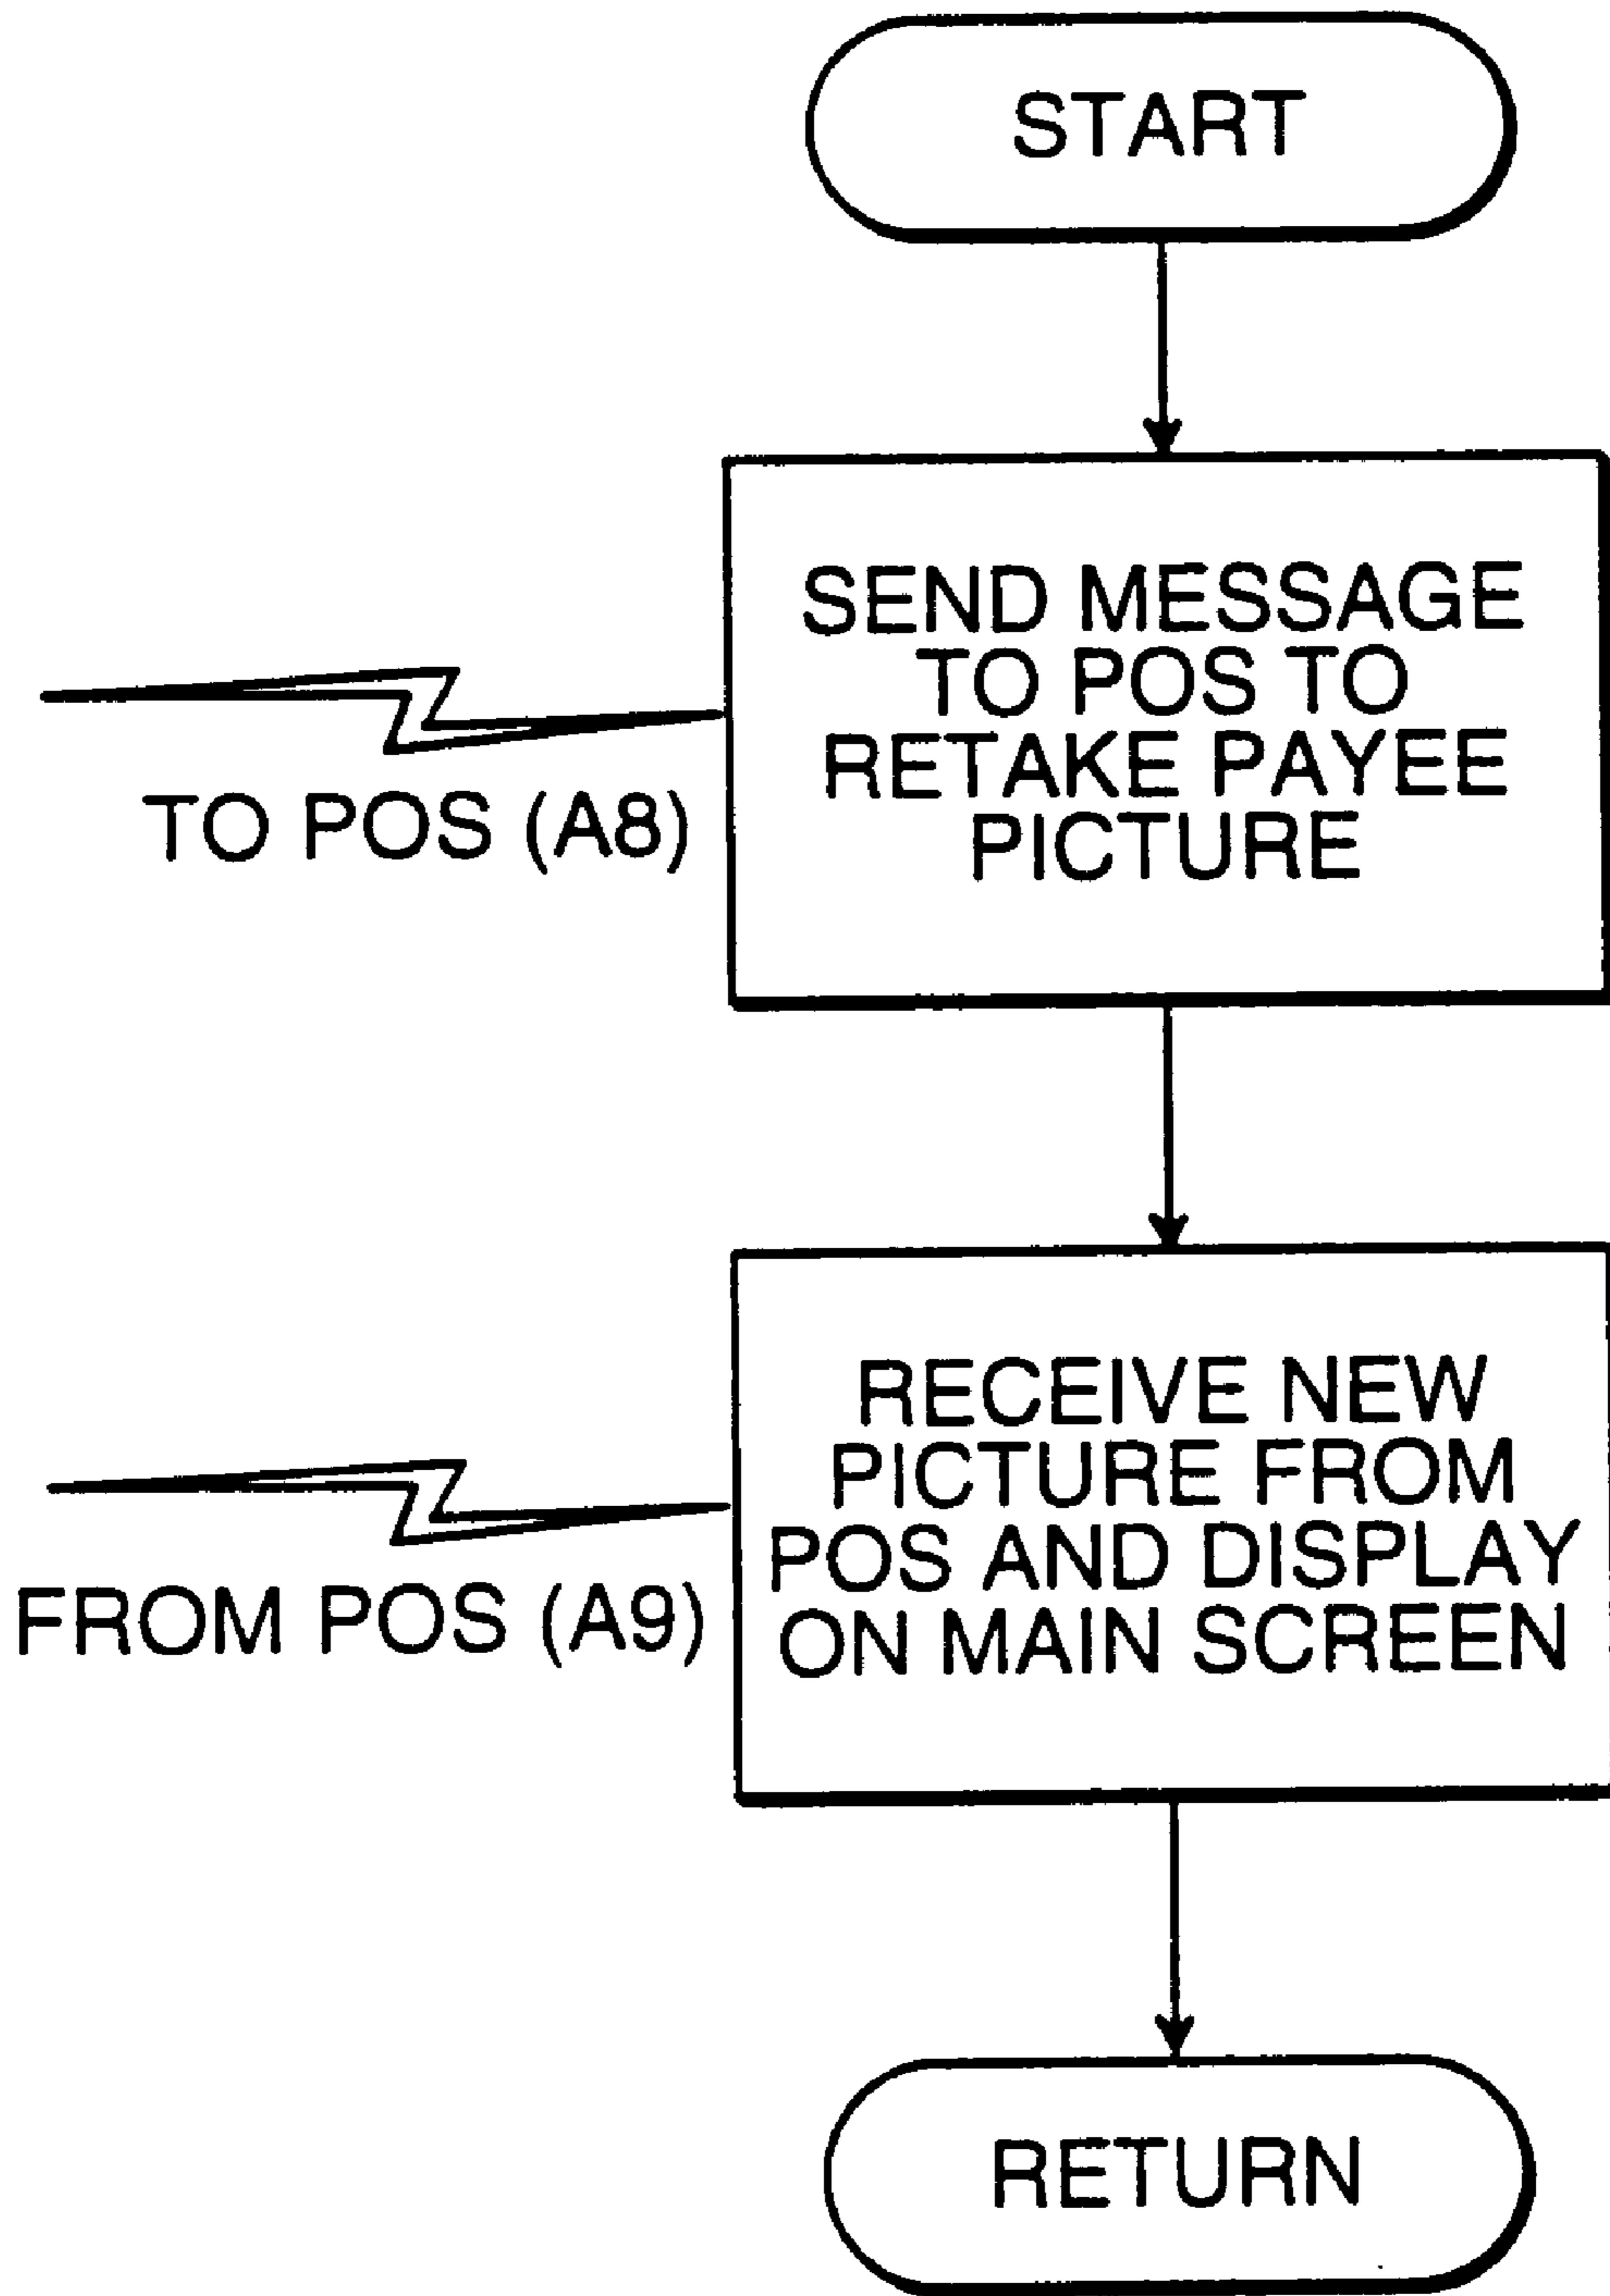 START
SEND MESSAGE
TO POS TO
RETAKE PAYEE
PICTURE
TO POS (A8)
RECEIVE NEW
PICTURE FROM
POS AND DISPLAY
ON MAIN SCREEN
FROM POS (A9)
RETURN